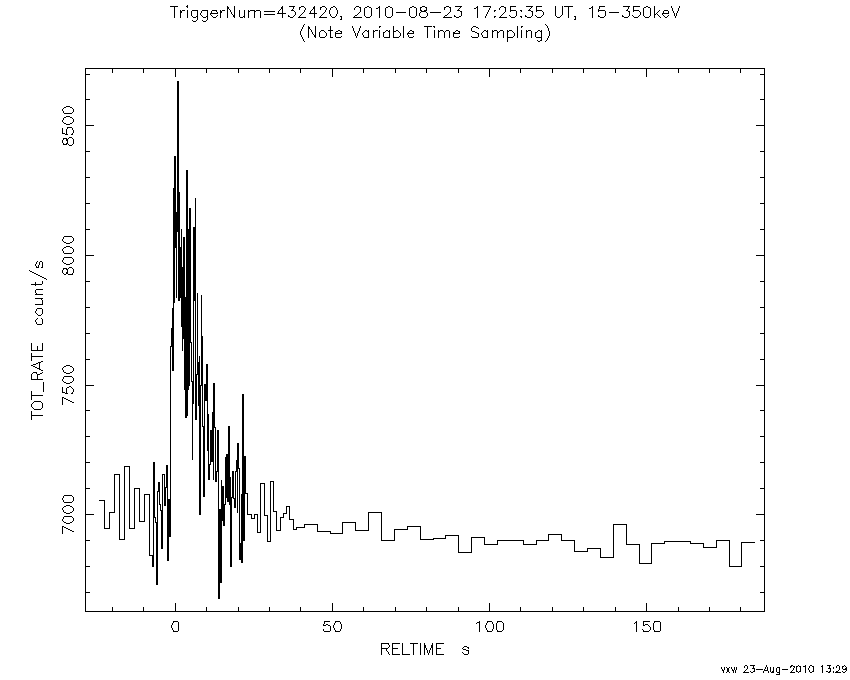 TriggerNum=432420, 2010-08-23 17:25:35 UT, 15-350keV
(Note Variable Time Sampling)
8500
8000
7500
7000
TOT_RATE count/s
0 50 100 150
RELTIME s
vxw 23-Aug-2010 13:29